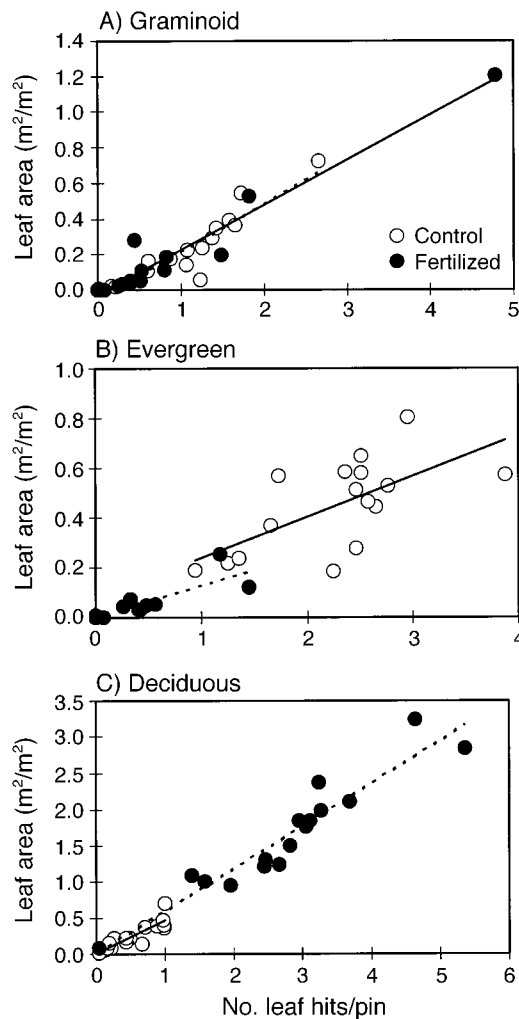 A) Graminoid
1.4
1.2
1.0
0.8
0.6
0.4
0.2
0.0
Leaf area (m²/m²)
Control
Fertilized
0 1 2 3 4 5
B) Evergreen
1.0
0.8
0.6
0.4
0.2
0.0
Leaf area (m²/m²)
0 1 2 3 4
C) Deciduous
3.5
3.0
2.5
2.0
1.5
1.0
0.5
0.0
Leaf area (m²/m²)
0 1 2 3 4 5 6
No. leaf hits/pin